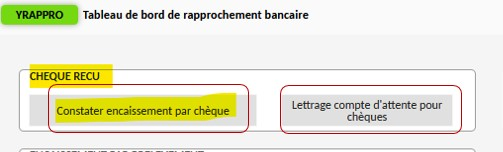 YRAPPRO Tableau de bord de rapprochement bancaire
CHEQUE RECU
Constater encaissement par chèque
Lettrage compte d'attente pour
chèques